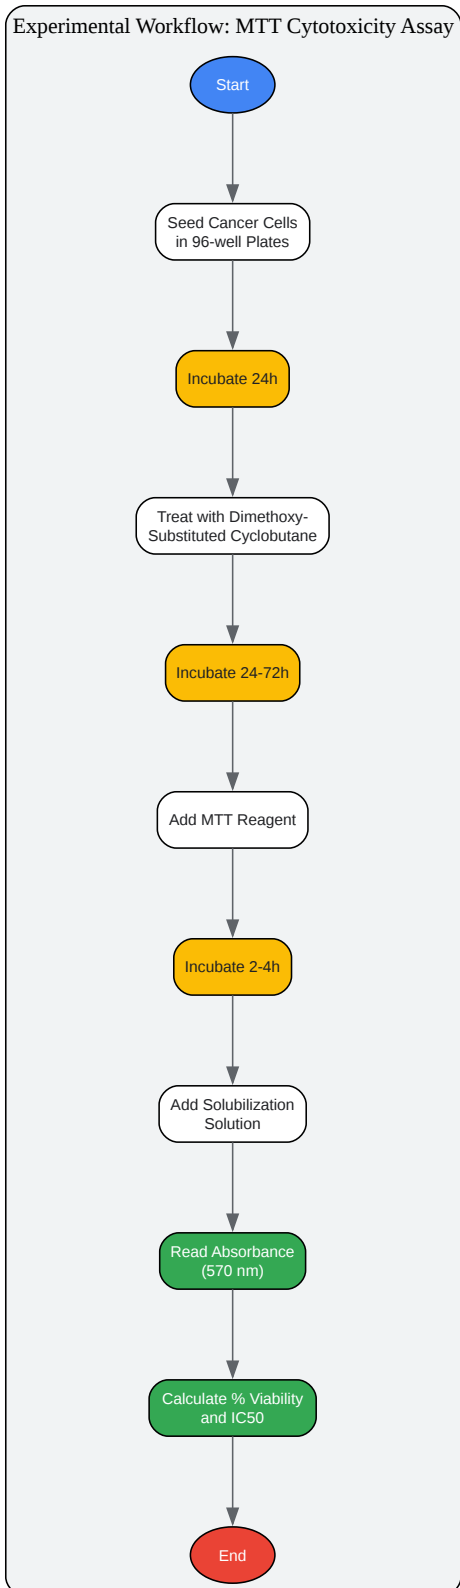 Experimental Workflow: MTT Cytotoxicity Assay
Start
Seed Cancer Cells
in 96-well Plates
Incubate 24h
Treat with Dimethoxy-
Substituted Cyclobutane
Incubate 24-72h
Add MTT Reagent
Incubate 2-4h
Add Solubilization
Solution
Read Absorbance
(570 nm)
Calculate % Viability
and IC50
End